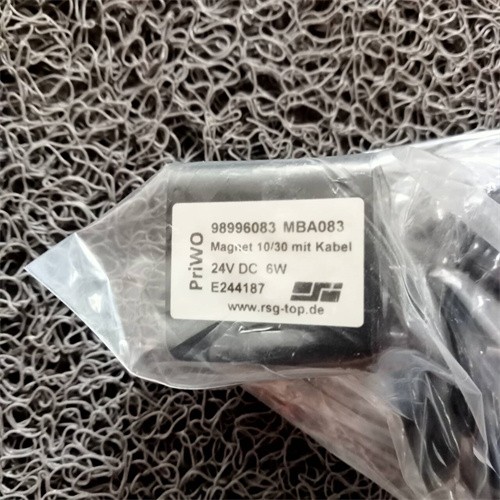 PriWO
98996083 MBA083
Magnet 10/30 mit Kabel
24V DC 6W
E244187
www.rsg-top.de